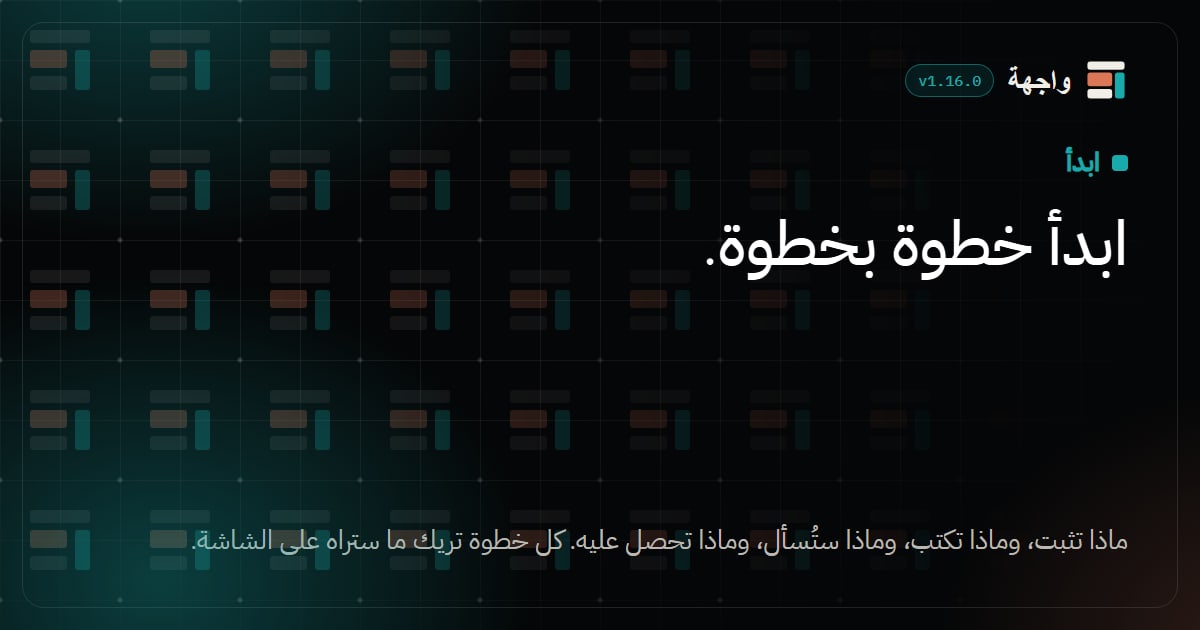 واجهة v1.16.0
ابدأ
ابدأ خطوة بخطوة.
ماذا تثبت، وماذا تكتب، وماذا ستُسأل، وماذا تحصل عليه. كل خطوة تريك ما ستراه على الشاشة.